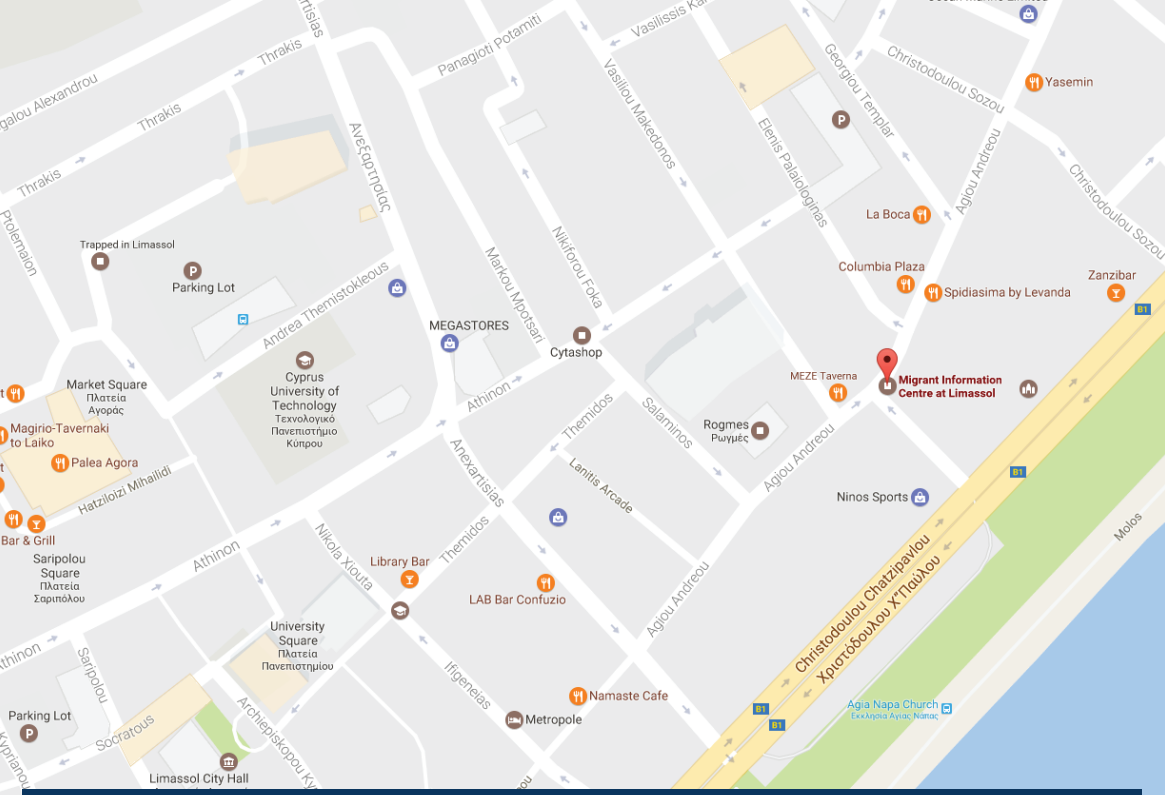 Vasilissis
Panagioti Potamiti
Thrakis
Christodoulou Sozou
Yasemin
Vasiliou Makedonos
Georgiou Templar
P
Thrakis
Ανεξαρτησίας
Elenis Palaiologinas
Agiou Andreou
Christodoulou Sozou
Thrakis
La Boca
Ptolemaion
Trapped in Limassol
P
Parking Lot
Nikiforou Foka
Markou Mpotsari
Andrea Themistokleous
Columbia Plaza
Spidiasima by Levanda
Zanzibar
B1
MEGASTORES
Cytashop
Cyprus
University of
Technology
Τεχνολογικό
Πανεπιστήμιο
Κύπρου
Market Square
Πλατεία
Αγοράς
MEZE Taverna
Migrant Information
Centre at Limassol
Athinon
Themidos
Salaminos
Magirio-Tavernaki
to Laiko
Palea Agora
Rogmes
Ρωγμές
Agiou Andreou
Hatziloizi Mihailidi
Anexartisias
Lanitis Arcade
B1
Ninos Sports
Bar & Grill
Saripolou
Square
Πλατεία
Σαριπόλου
Athinon
Nikola Xiouta
Themidos
Library Bar
LAB Bar Confuzio
Molos
Christodoulou Chatzipavlou
Χριστόδουλου Χ"Παύλου
Agiou Andreou
University
Square
Πλατεία
Πανεπιστημίου
Saripolou
Ifigeneias
Namaste Cafe
Metropole
B1
B1
Agia Napa Church
Εκκλησία Αγίας Νάπας
Parking Lot
P
Socratous
Archiepiskopou
Limassol City Hall